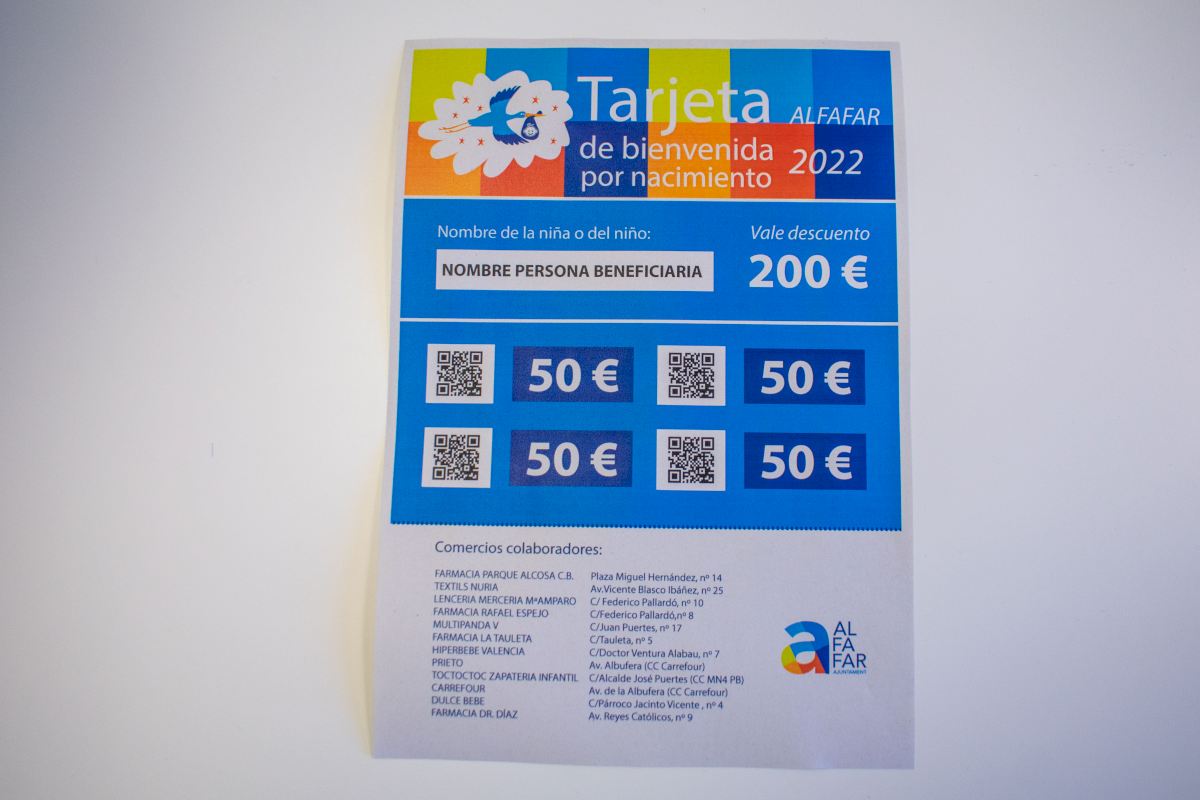 Tarjeta ALFAFAR
de bienvenida 2022
por nacimiento
Nombre de la niña o del niño:
NOMBRE PERSONA BENEFICIARIA
Vale descuento
200 €
50 € 50 €
50 € 50 €
Comercios colaboradores:
FARMACIA PARQUE ALCOSA C.B. Plaza Miguel Hernández, nº 14
TEXTILS NURIA Av.Vicente Blasco Ibáñez, nº 25
LENCERIA MERCERIA MªAMPARO C/ Federico Pallardó, nº 10
FARMACIA RAFAEL ESPEJO C/Federico Pallardó,nº 8
MULTIPANDA V C/Juan Puertes, nº 17
FARMACIA LA TAULETA C/Tauleta, nº 5
HIPERBEBE VALENCIA C/Doctor Ventura Alabau, nº 7
PRIETO Av. Albufera (CC Carrefour)
TOCTOCTOC ZAPATERIA INFANTIL C/Alcalde José Puertes (CC MN4 PB)
CARREFOUR Av. de la Albufera (CC Carrefour)
DULCE BEBE C/Párroco Jacinto Vicente , nº 4
FARMACIA DR. DÍAZ Av. Reyes Católicos, nº 9
a AL
FA
FAR
AJUNTAMENT